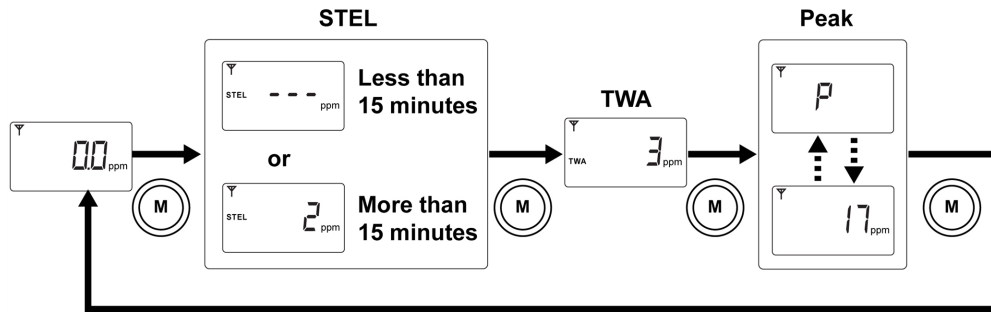 STEL
Peak
STEL
- - -
ppm
Less than
15 minutes
TWA
P
0.0 ppm
or
TWA
3 ppm
M
STEL
2 ppm
More than
15 minutes
M
M
17 ppm
M